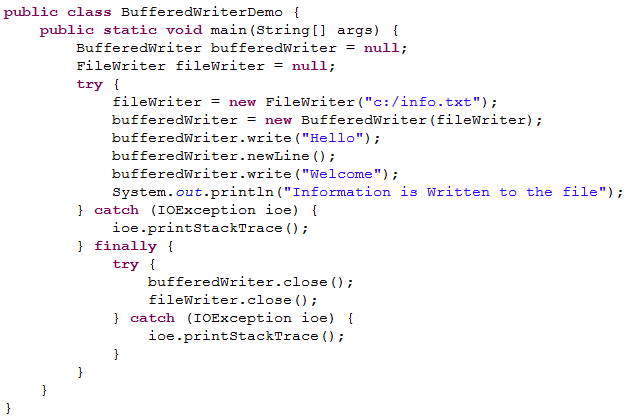 public class BufferedWriterDemo {
    public static void main(String[] args) {
        BufferedWriter bufferedWriter = null;
        FileWriter fileWriter = null;
        try {
            fileWriter = new FileWriter("c:/info.txt");
            bufferedWriter = new BufferedWriter(fileWriter);
            bufferedWriter.write("Hello");
            bufferedWriter.newLine();
            bufferedWriter.write("Welcome");
            System.out.println("Information is Written to the file");
        } catch (IOException ioe) {
            ioe.printStackTrace();
        } finally {
            try {
                bufferedWriter.close();
                fileWriter.close();
            } catch (IOException ioe) {
                ioe.printStackTrace();
            }
        }
    }
}